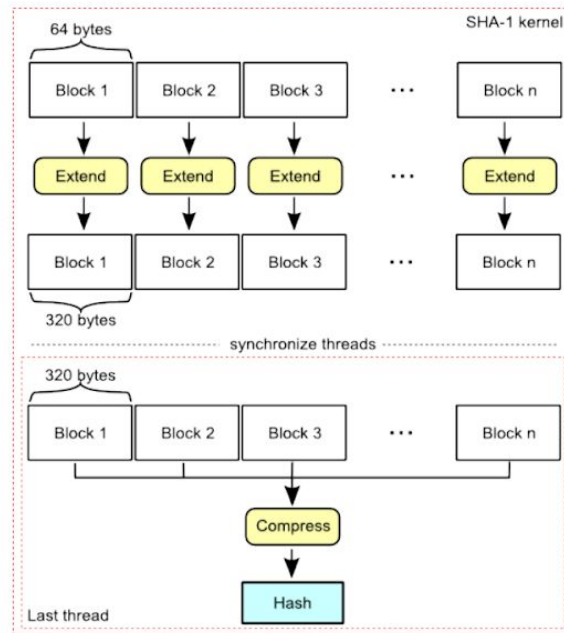 SHA-1 kernel
64 bytes
Block 1 Block 2 Block 3 ... Block n
Extend Extend Extend ... Extend
Block 1 Block 2 Block 3 ... Block n
320 bytes
synchronize threads
320 bytes
Block 1 Block 2 Block 3 ... Block n
Compress
Hash
Last thread